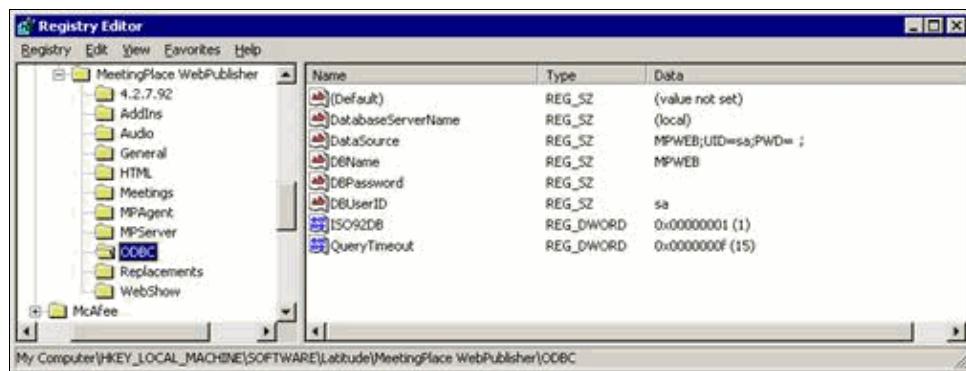 Registry Editor
Registry Edit View Favorites Help
MeetingPlace WebPublisher
4.2.7.92
AddIns
Audio
General
HTML
Meetings
MPAgent
MPServer
ODBC
Replacements
WebShow
McAfee
Name Type Data
(Default) REG_SZ (value not set)
DatabaseServerName REG_SZ (local)
DataSource REG_SZ MPWEB;UID=sa;PWD= ;
DBName REG_SZ MPWEB
DBPassword REG_SZ
DBUserID REG_SZ sa
ISO92DB REG_DWORD 0x00000001 (1)
QueryTimeout REG_DWORD 0x0000000f (15)
My Computer\HKEY_LOCAL_MACHINE\SOFTWARE\Latitude\MeetingPlace WebPublisher\ODBC